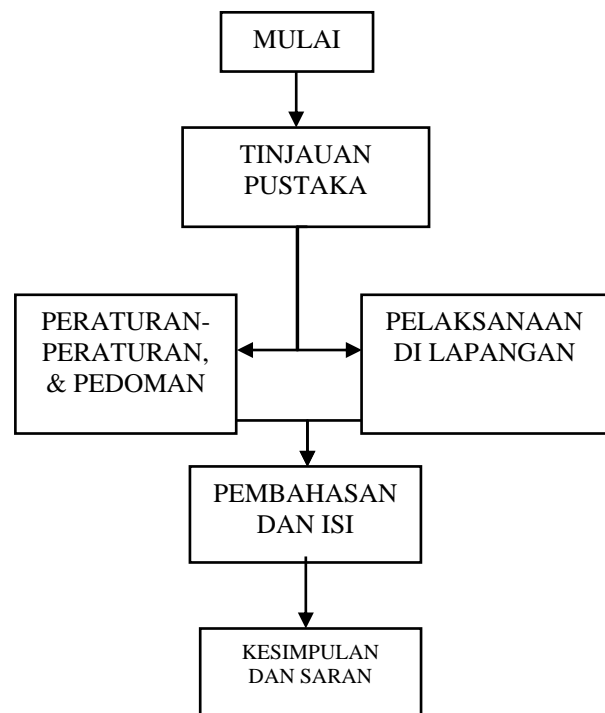 MULAI
TINJAUAN
PUSTAKA
PERATURAN-
PERATURAN,
& PEDOMAN
PELAKSANAAN
DI LAPANGAN
PEMBAHASAN
DAN ISI
KESIMPULAN
DAN SARAN